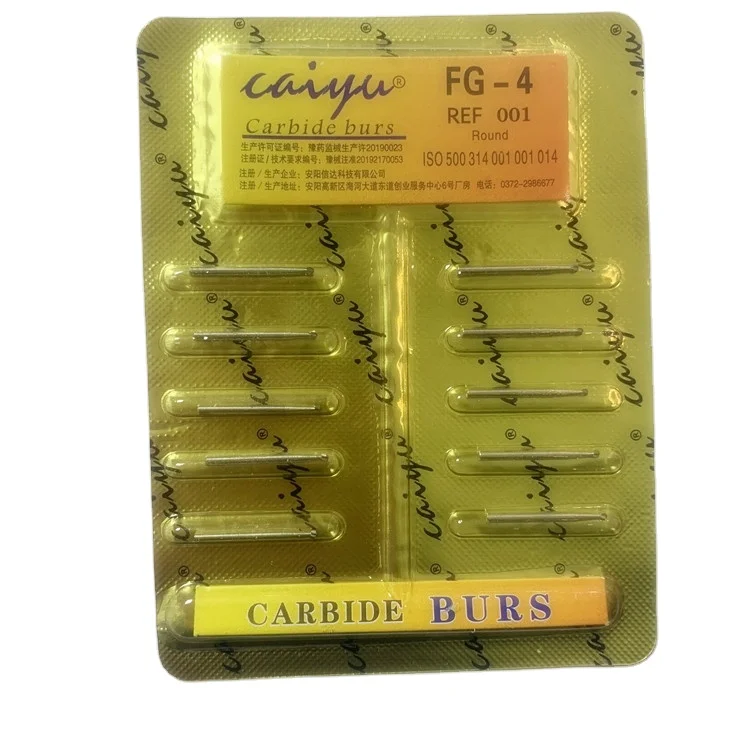 caiyu®
Carbide burs
FG-4
REF 001
Round
ISO 500 314 001 001 014
生产许可证编号：豫药监械生产许20190023
注册证/技术要求编号：豫械注准20192170053
注册/生产企业：安阳信达科技有限公司
注册/生产地址：安阳高新区海河大道东道创业服务中心6号厂房 电话：0372-2986677
CARBIDE BURS